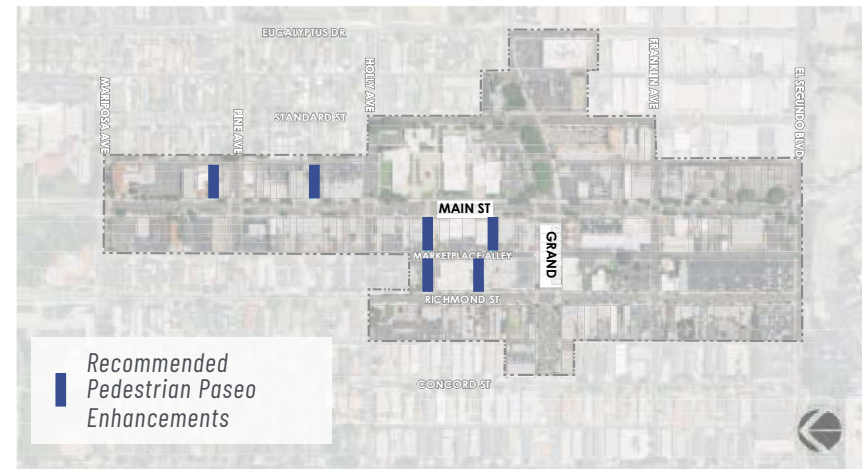 EUCALYPTUS DR
MARIPOSA AVE
PINE AVE
HOLLY AVE
FRANKLIN AVE
EL SEGUNDO BLVD
STANDARD ST
MAIN ST
GRAND
MARKETPLACE ALLEY
RICHMOND ST
CONCORD ST
Recommended
Pedestrian Paseo
Enhancements